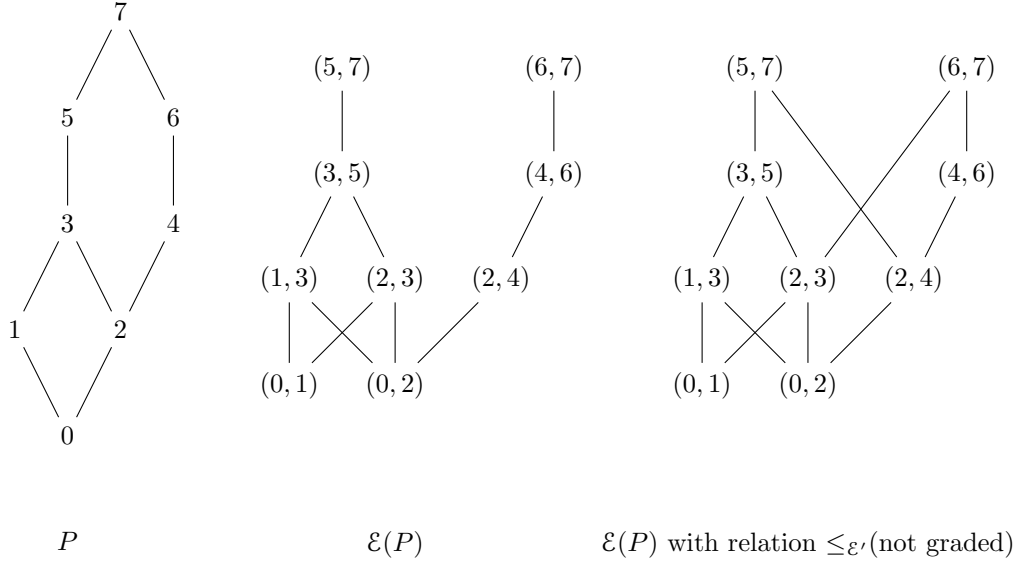 7
(5, 7) (6, 7) (5, 7) (6, 7)
5 6
(3, 5) (4, 6) (3, 5) (4, 6)
3 4
(1, 3) (2, 3) (2, 4) (1, 3) (2, 3) (2, 4)
1 2
(0, 1) (0, 2) (0, 1) (0, 2)
0
P ℰ(P) ℰ(P) with relation ≤ℰ′(not graded)